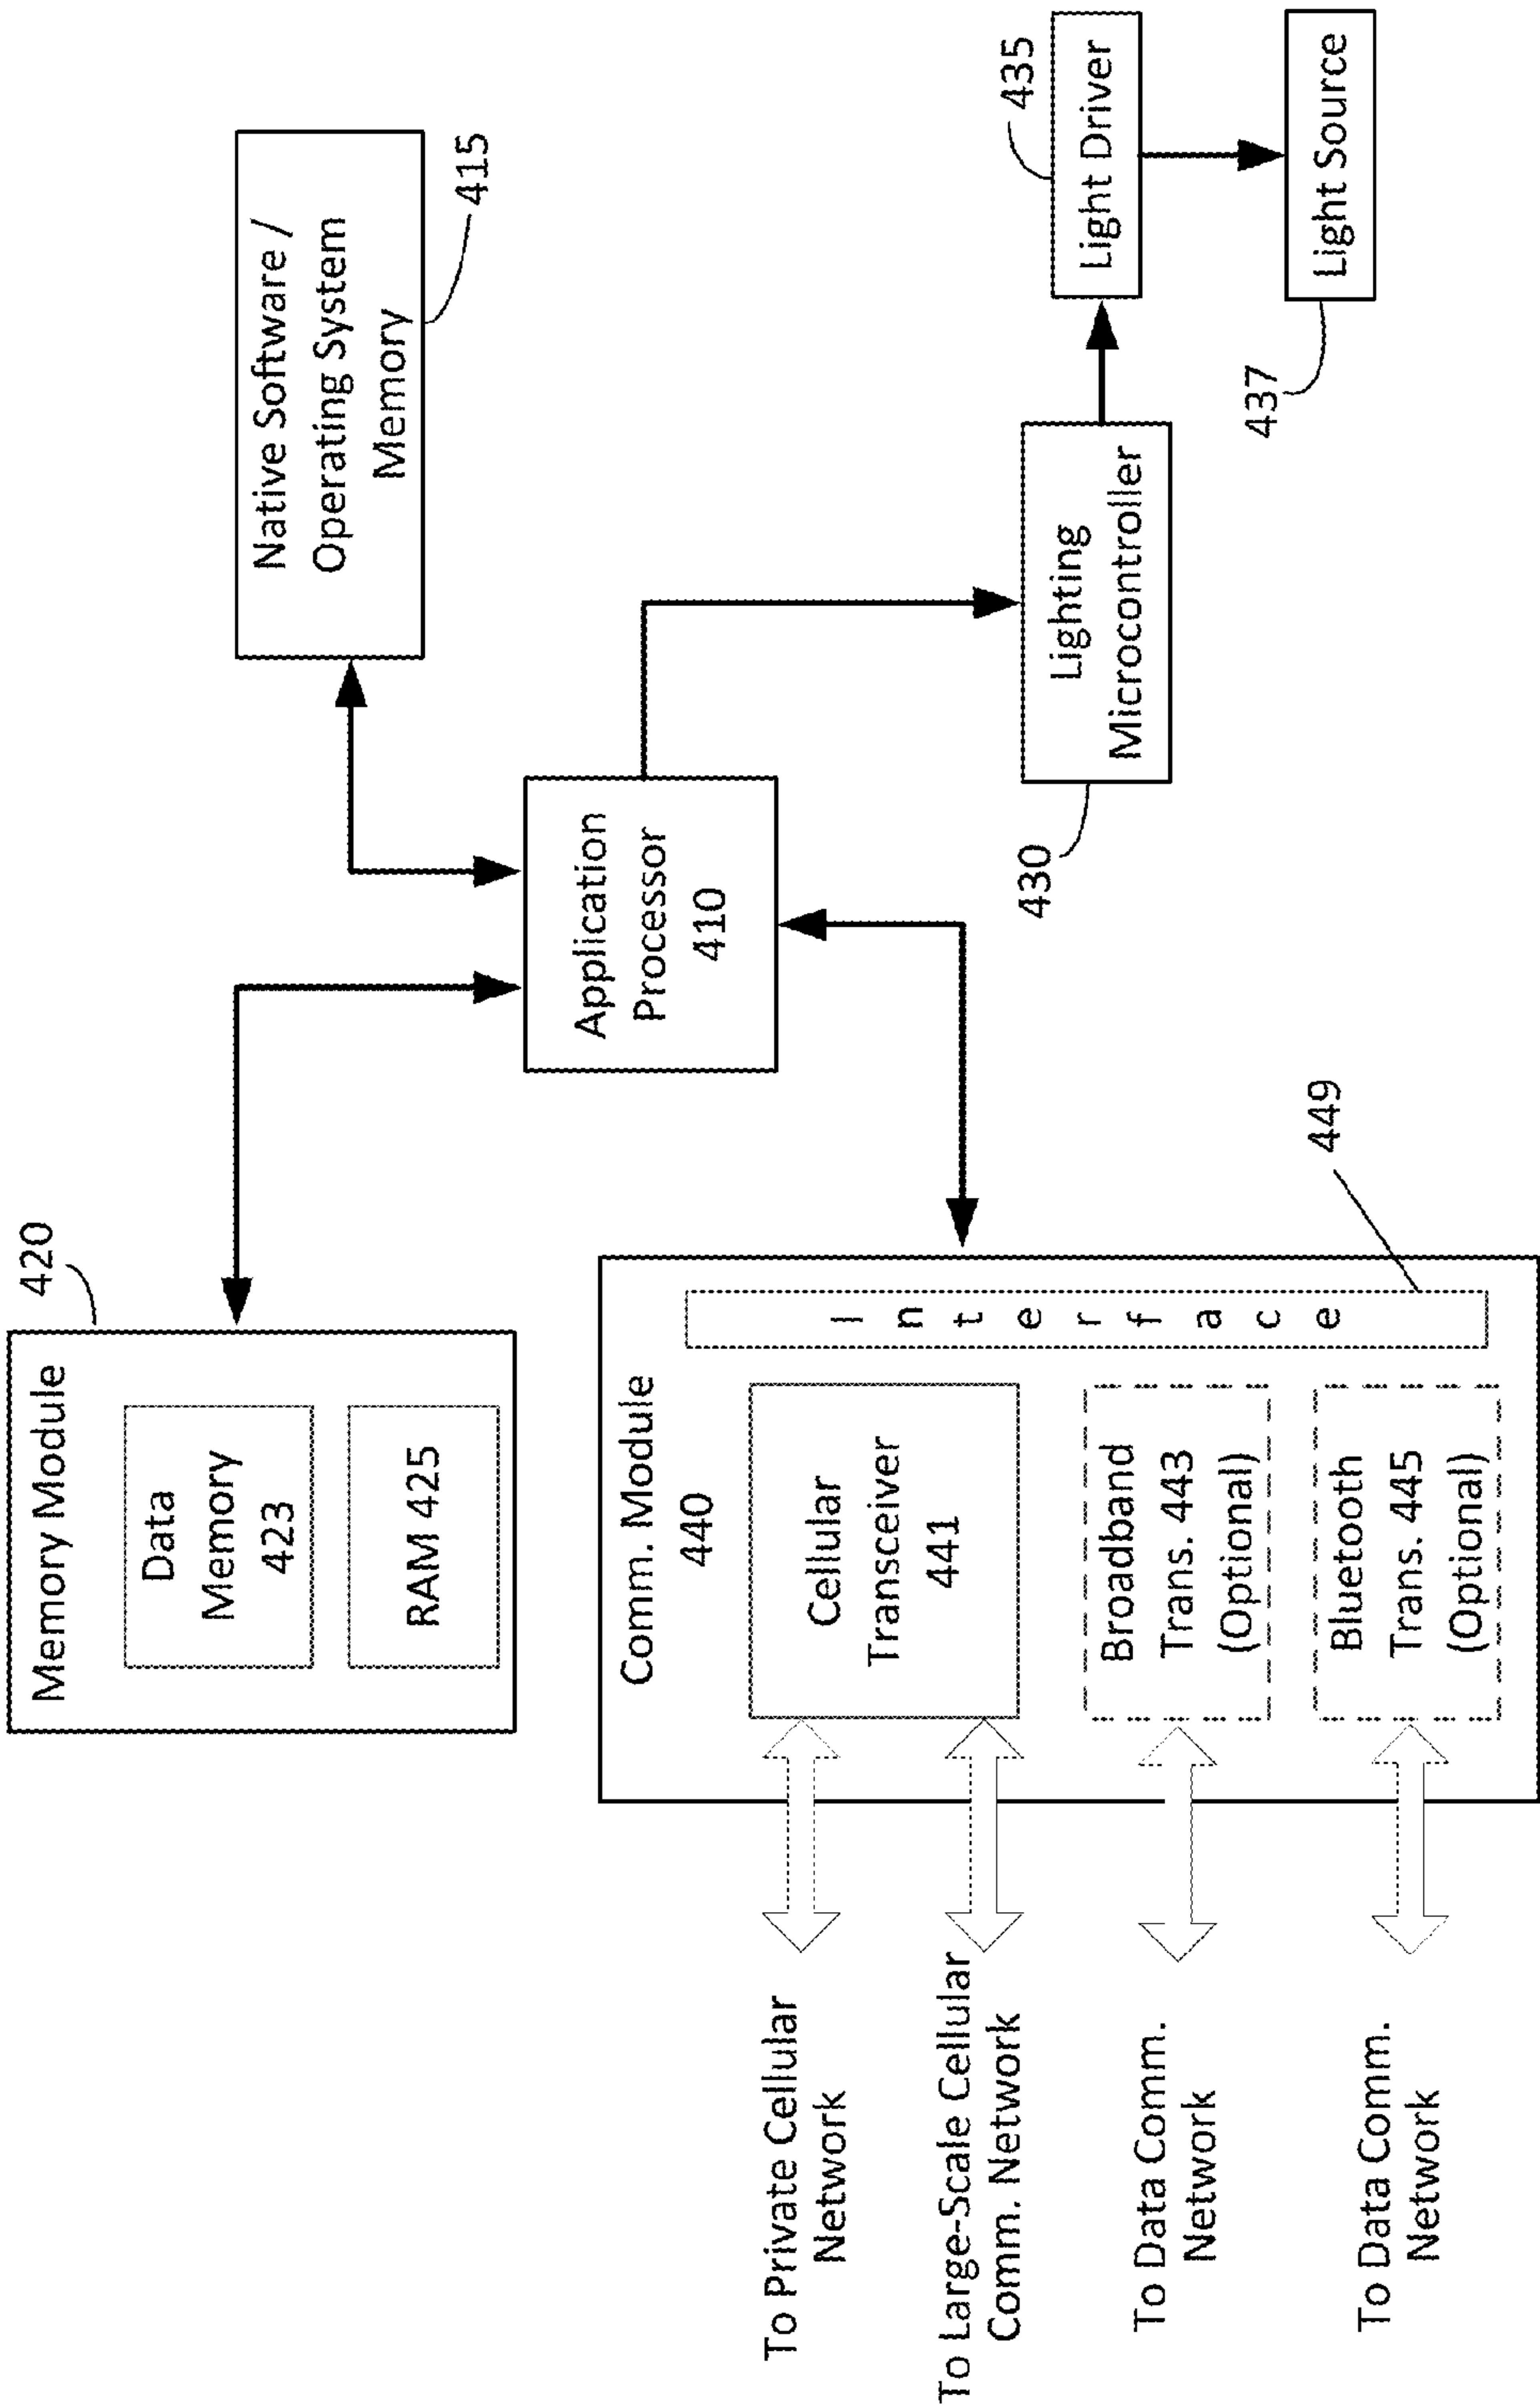 420
Memory Module
Data
Memory
423
RAM 425
Native Software /
Operating System
Memory
415
Application
Processor
410
Comm. Module
440
Cellular
Transceiver
441
Broadband
Trans. 443
(Optional)
Bluetooth
Trans. 445
(Optional)
Interface
449
To Private Cellular
Network
To Large-Scale Cellular
Comm. Network
To Data Comm.
Network
To Data Comm.
Network
430
Lighting
Microcontroller
435
Light Driver
437
Light Source